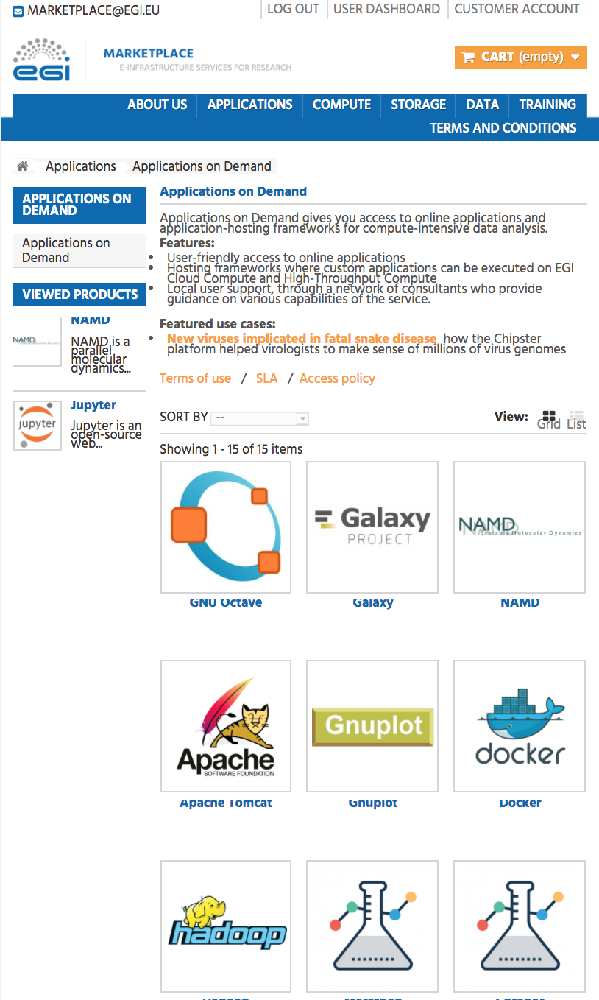 MARKETPLACE@EGI.EU
LOG OUT
USER DASHBOARD
CUSTOMER ACCOUNT
egi
MARKETPLACE
E-INFRASTRUCTURE SERVICES FOR RESEARCH
CART (empty)
ABOUT US
APPLICATIONS
COMPUTE
STORAGE
DATA
TRAINING
TERMS AND CONDITIONS
Applications
Applications on Demand
APPLICATIONS ON
DEMAND
Applications on
Demand
VIEWED PRODUCTS
NAMD
NAMD
NAMD is a
parallel
molecular
dynamics...
jupyter
Jupyter
Jupyter is an
open-source
web...
Applications on Demand
Applications on Demand gives you access to online applications and
application-hosting frameworks for compute-intensive data analysis.
Features:
User-friendly access to online applications
Hosting frameworks where custom applications can be executed on EGI
Cloud Compute and High-Throughput Compute
Local user support, through a network of consultants who provide
guidance on various capabilities of the service.
Featured use cases:
New viruses implicated in fatal snake disease how the Chipster
platform helped virologists to make sense of millions of virus genomes
Terms of use / SLA / Access policy
SORT BY --
View:
Grid
List
Showing 1 - 15 of 15 items
Galaxy
PROJECT
NAMD
Scalable Molecular Dynamics
GNU Octave
Galaxy
NAMD
Apache
SOFTWARE FOUNDATION
Gnuplot
docker
Apache Tomcat
Gnuplot
Docker
hadoop
Hadoop